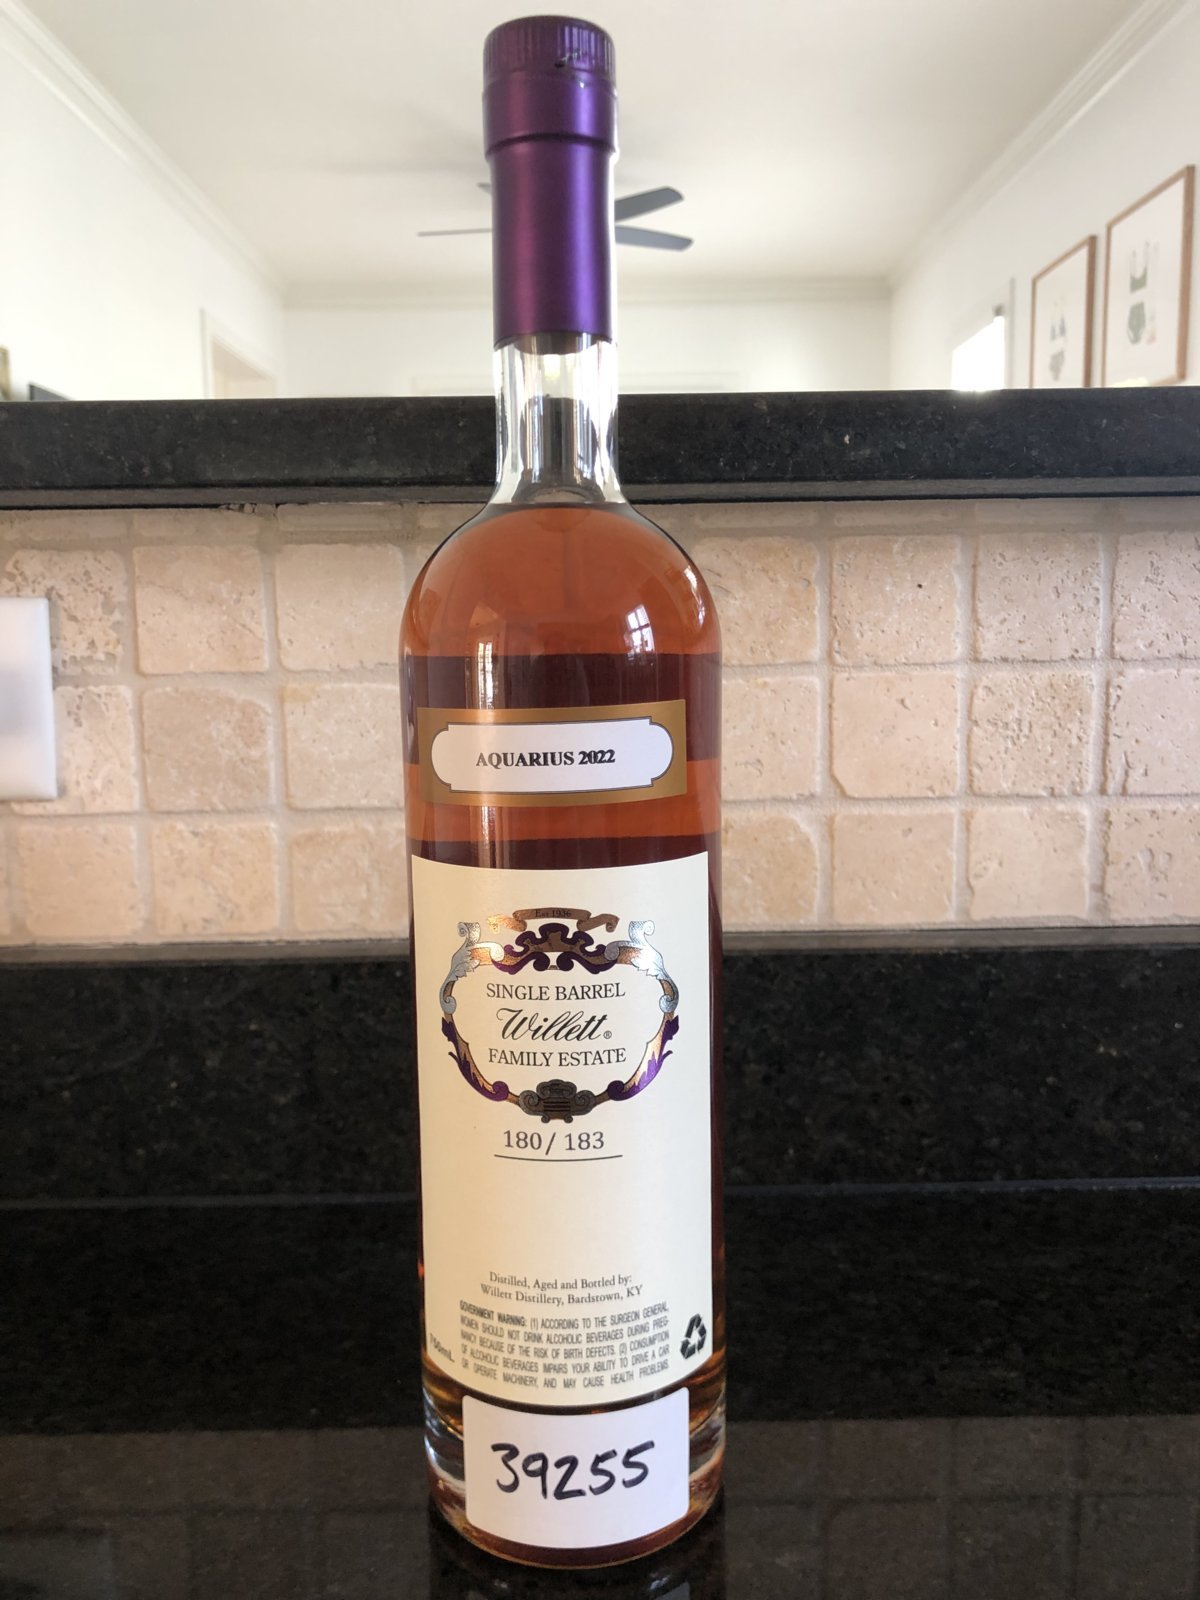 AQUARIUS 2022
Est 1936
SINGLE BARREL
Willett®
FAMILY ESTATE
180/ 183
Distilled, Aged and Bottled by:
Willett Distillery, Bardstown, KY
GOVERNMENT WARNING: (1) ACCORDING TO THE SURGEON GENERAL,
WOMEN SHOULD NOT DRINK ALCOHOLIC BEVERAGES DURING PREG-
NANCY BECAUSE OF THE RISK OF BIRTH DEFECTS. (2) CONSUMPTION
OF ALCOHOLIC BEVERAGES IMPAIRS YOUR ABILITY TO DRIVE A CAR
OR OPERATE MACHINERY, AND MAY CAUSE HEALTH PROBLEMS.
750mL
39255